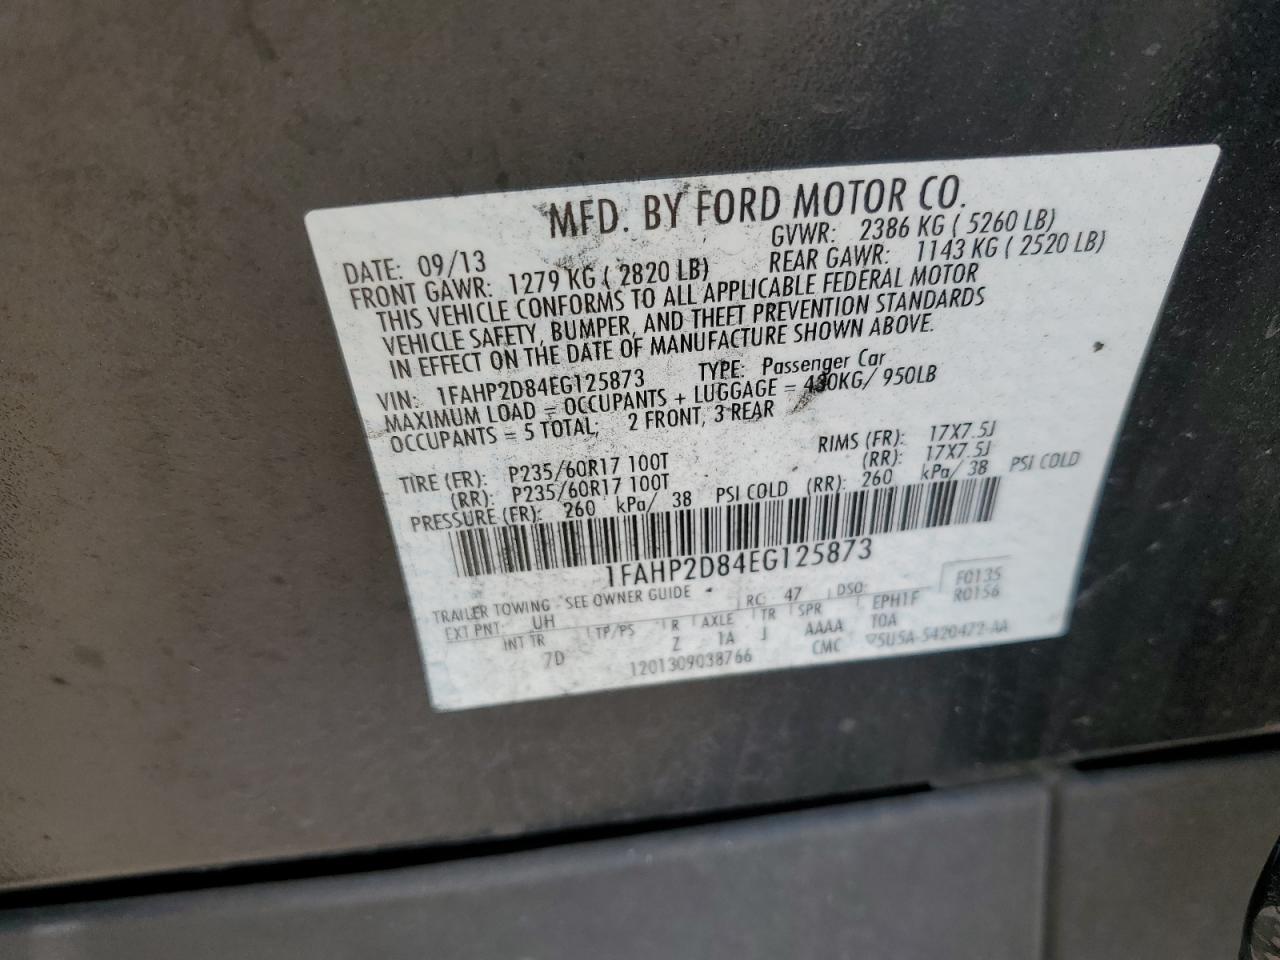 MFD. BY FORD MOTOR CO.
DATE: 09/13 GVWR: 2386 KG ( 5260 LB)
FRONT GAWR: 1279 KG ( 2820 LB) REAR GAWR: 1143 KG ( 2520 LB)
THIS VEHICLE CONFORMS TO ALL APPLICABLE FEDERAL MOTOR
VEHICLE SAFETY, BUMPER, AND THEFT PREVENTION STANDARDS
IN EFFECT ON THE DATE OF MANUFACTURE SHOWN ABOVE.
VIN: 1FAHP2D84EG125873 TYPE: Passenger Car
MAXIMUM LOAD = OCCUPANTS + LUGGAGE = 430KG/ 950LB
OCCUPANTS = 5 TOTAL, 2 FRONT, 3 REAR
TIRE (FR): P235/60R17 100T RIMS (FR): 17X7.5J
(RR): P235/60R17 100T (RR): 17X7.5J
PRESSURE (FR): 260 kPa/ 38 PSI COLD (RR): 260 kPa/ 38 PSI COLD
1FAHP2D84EG125873
TRAILER TOWING - SEE OWNER GUIDE
F0135
EXT PNT: UH RC: 47 DSO: R0156
INT TR TP/PS R AXLE TR SPR EPH1F
7D Z 1A J AAAA T0A
1201309038766 CMC 5U5A-5420472-AA